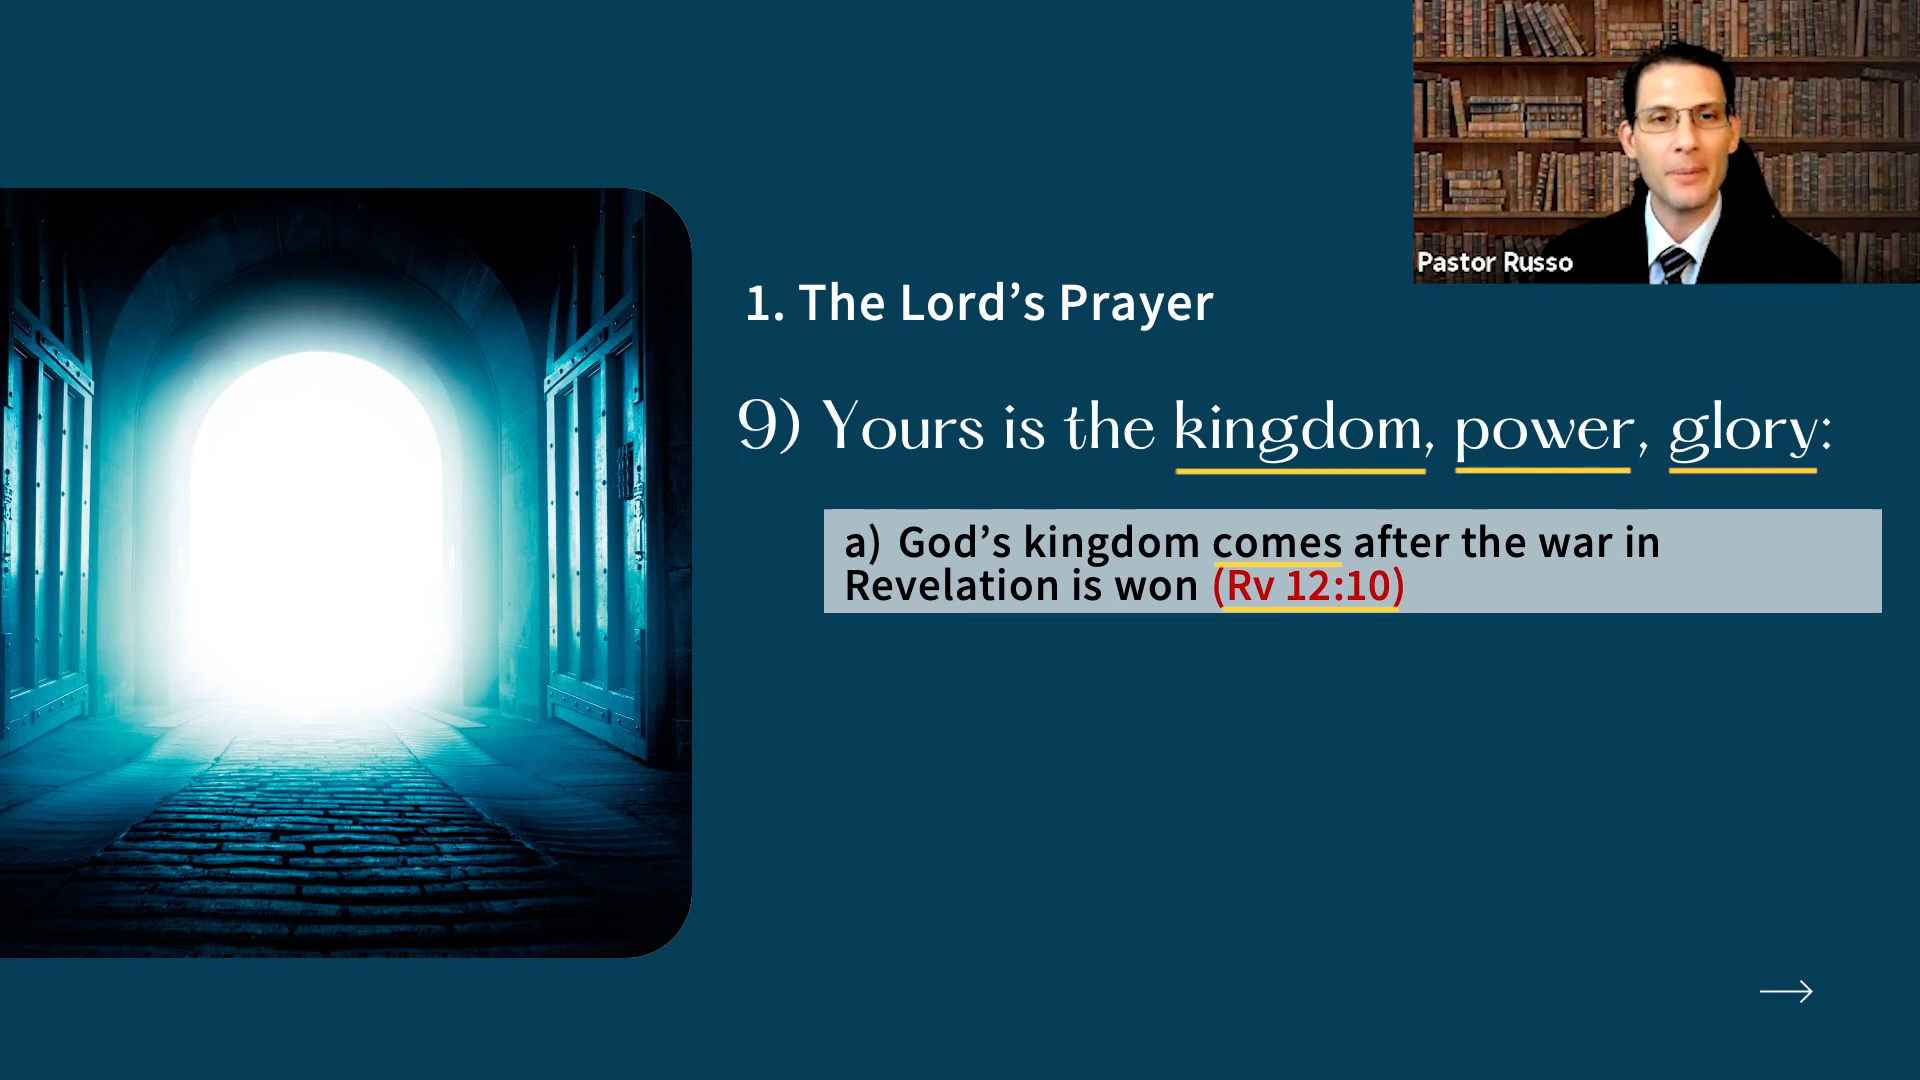 Pastor Russo
1. The Lord’s Prayer
9) Yours is the kingdom, power, glory:
a) God’s kingdom comes after the war in
Revelation is won (Rv 12:10)